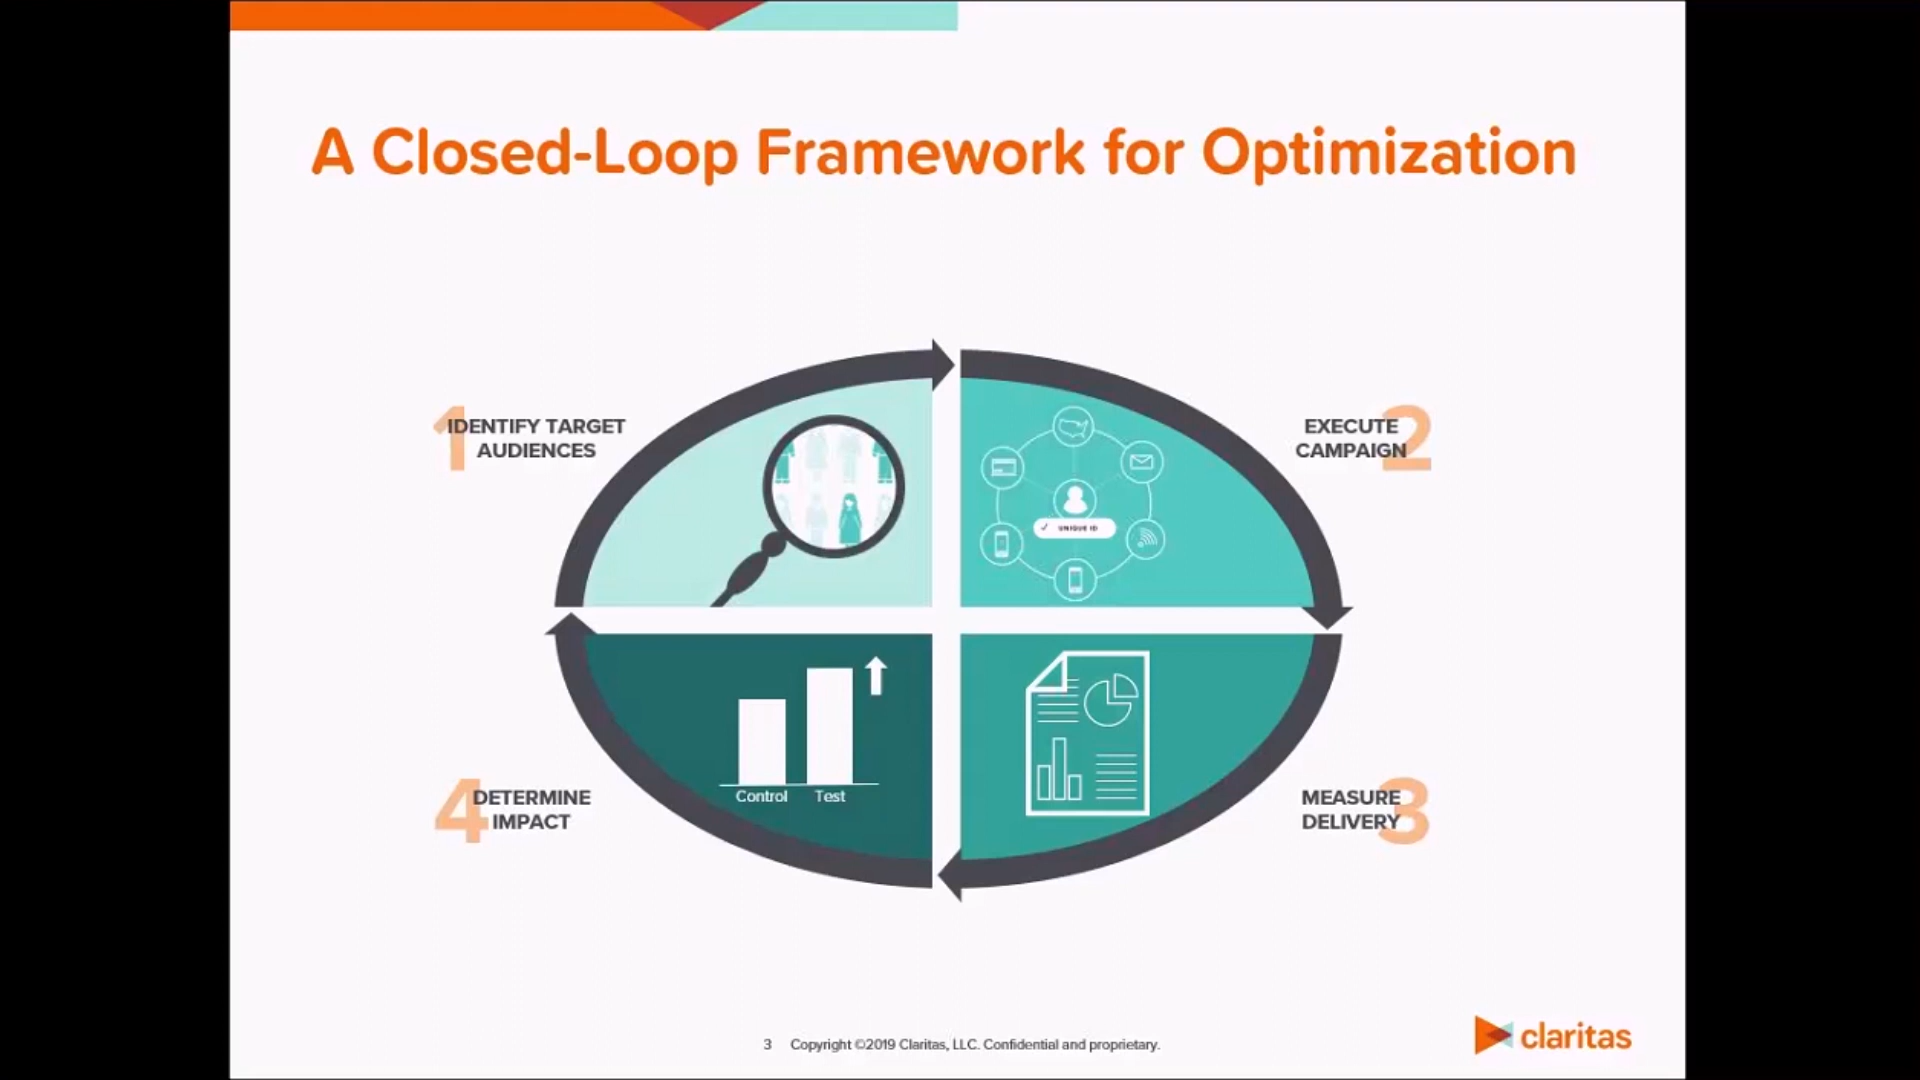 A Closed-Loop Framework for Optimization
1
IDENTIFY TARGET
AUDIENCES
EXECUTE
CAMPAIGN
2
UNIQUE ID
Control Test
4
DETERMINE
IMPACT
MEASURE
DELIVERY
3
3 Copyright ©2019 Claritas, LLC. Confidential and proprietary.
claritas